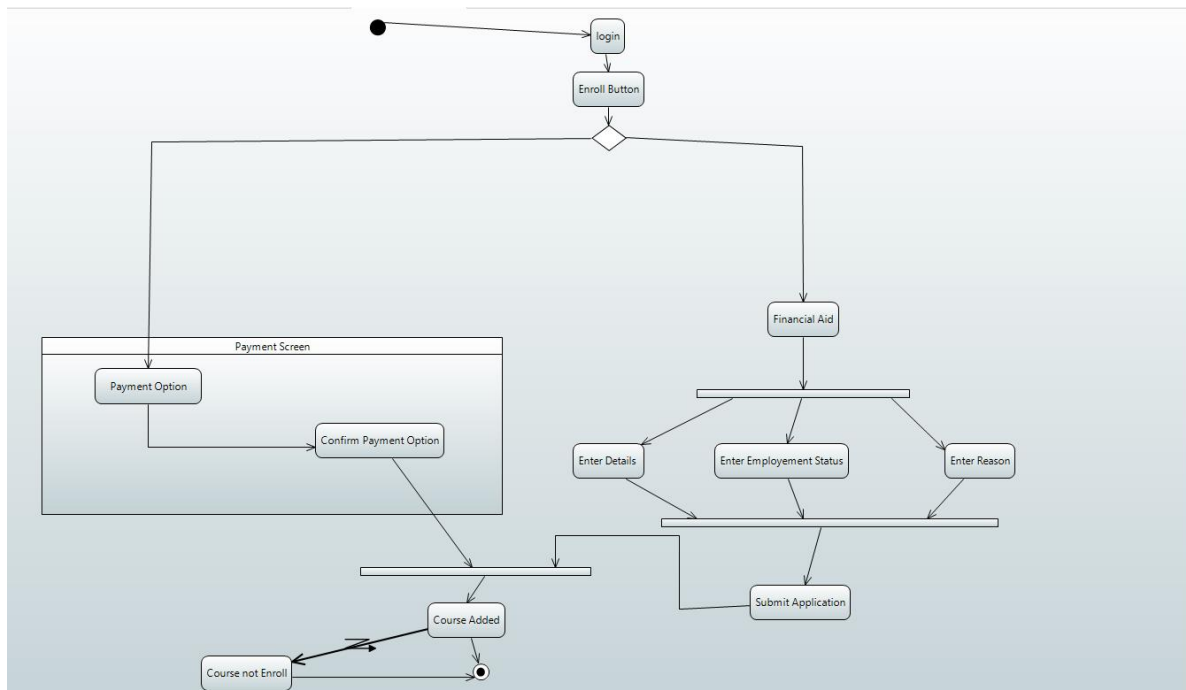 login
Enroll Button
Financial Aid
Payment Screen
Payment Option
Confirm Payment Option
Enter Details
Enter Employement Status
Enter Reason
Submit Application
Course Added
Course not Enroll